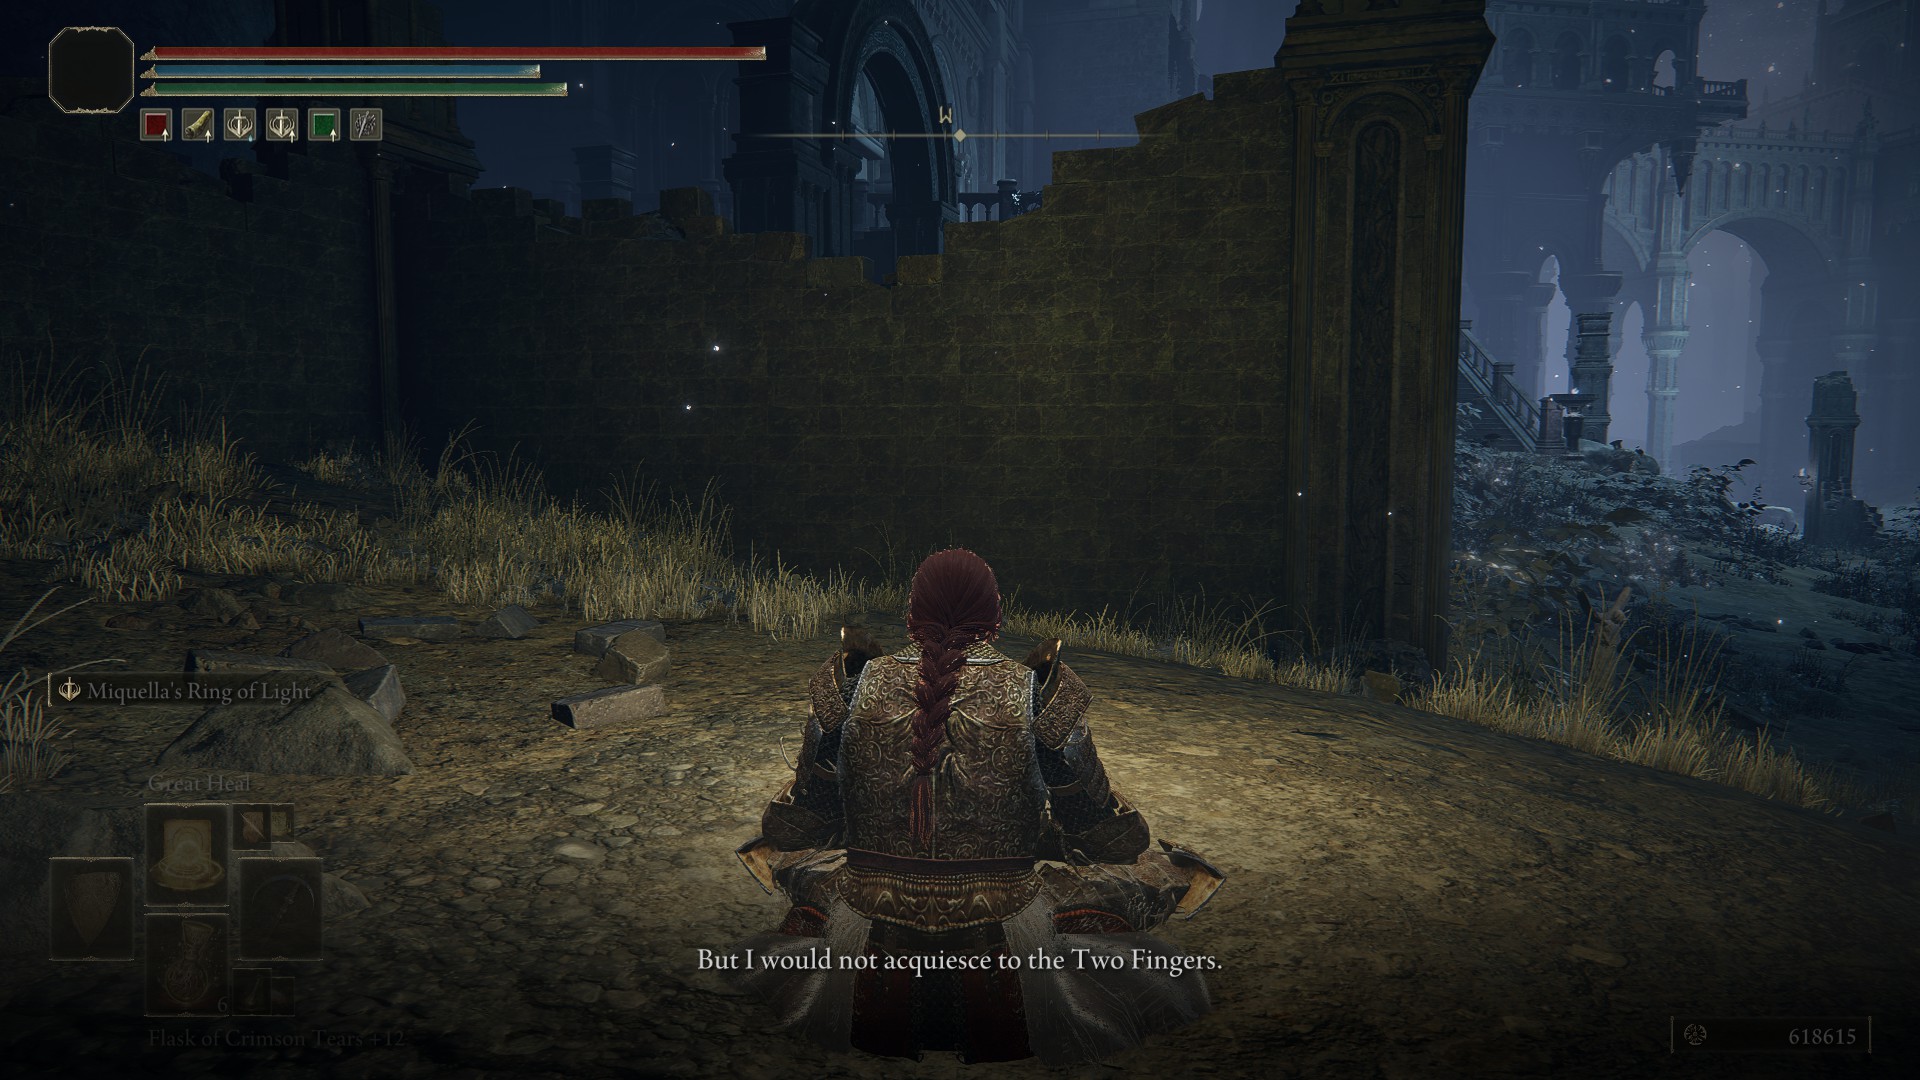 W
Miquella's Ring of Light
Great Heal
6
But I would not acquiesce to the Two Fingers.
Flask of Crimson Tears +12
618615